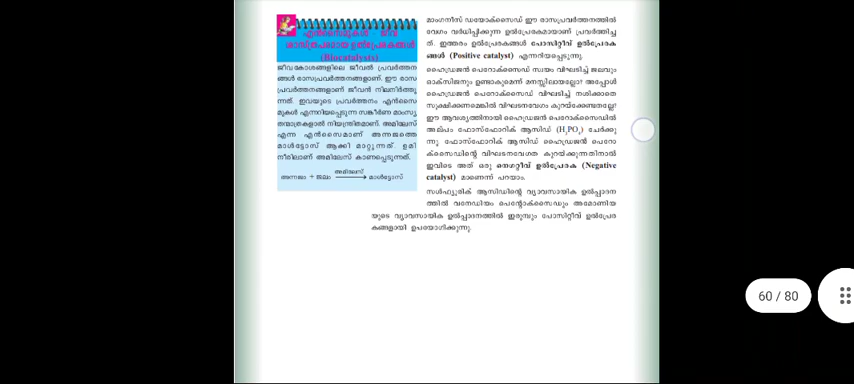 എൻസൈമുകൾ ജീവ
ശാസ്ത്രപരമായ ഉൽപ്രേരകങ്ങൾ
(Biocatalysts)
ജീവകോശങ്ങളിലെ ജീവൽ പ്രവർത്തന
ങ്ങൾ രാസപ്രവർത്തനങ്ങളാണ്. ഈ രാസ
പ്രവർത്തനങ്ങളാണ് ജീവൻ നിലനിർത്തു
ന്നത്. ഇവയുടെ പ്രവർത്തനം എൻസൈ
മുകൾ എന്നറിയപ്പെടുന്ന സങ്കീർണ മാംസ്യ
തന്മാത്രകളാൽ നിയന്ത്രിതമാണ്. അമിലേസ്
എന്ന എൻസൈമാണ് അന്നജത്തെ
മാൾട്ടോസ് ആക്കി മാറ്റുന്നത്. ഉമി
നീരിലാണ് അമിലേസ് കാണപ്പെടുന്നത്.
അന്നജം + ജലം അമിലേസ് → മാൾട്ടോസ്
മാംഗനീസ് ഡയോക്സൈഡ് ഈ രാസപ്രവർത്തനത്തിൽ
വേഗം വർധിപ്പിക്കുന്ന ഉൽപ്രേരകമായാണ് പ്രവർത്തിച്ച
ത്. ഇത്തരം ഉൽപ്രേരകങ്ങൾ പോസിറ്റീവ് ഉൽപ്രേരക
ങ്ങൾ (Positive catalyst) എന്നറിയപ്പെടുന്നു.
ഹൈഡ്രജൻ പെറോക്സൈഡ് സ്വയം വിഘടിച്ച് ജലവും
ഓക്സിജനും ഉണ്ടാകുമെന്ന് മനസ്സിലായല്ലോ? അപ്പോൾ
ഹൈഡ്രജൻ പെറോക്സൈഡ് വിഘടിച്ച് നശിക്കാതെ
സൂക്ഷിക്കണമെങ്കിൽ വിഘടനവേഗം കുറയ്ക്കേണ്ടതല്ലേ?
ഈ ആവശ്യത്തിനായി ഹൈഡ്രജൻ പെറോക്സൈഡിൽ
അല്പം ഫോസ്ഫോറിക് ആസിഡ് (H₃PO₄) ചേർക്കു
ന്നു. ഫോസ്ഫോറിക് ആസിഡ് ഹൈഡ്രജൻ പെറോ
ക്സൈഡിന്റെ വിഘടനവേഗത കുറയ്ക്കുന്നതിനാൽ
ഇവിടെ അത് ഒരു നെഗറ്റീവ് ഉൽപ്രേരക (Negative
catalyst) മാണെന്ന് പറയാം.
സൾഫ്യൂരിക് ആസിഡിന്റെ വ്യാവസായിക ഉൽപ്പാദന
ത്തിൽ വനേഡിയം പെന്റോക്സൈഡും അമോണിയ
യുടെ വ്യാവസായിക ഉൽപ്പാദനത്തിൽ ഇരുമ്പും പോസിറ്റീവ് ഉൽപ്രേര
കങ്ങളായി ഉപയോഗിക്കുന്നു.
60 / 80